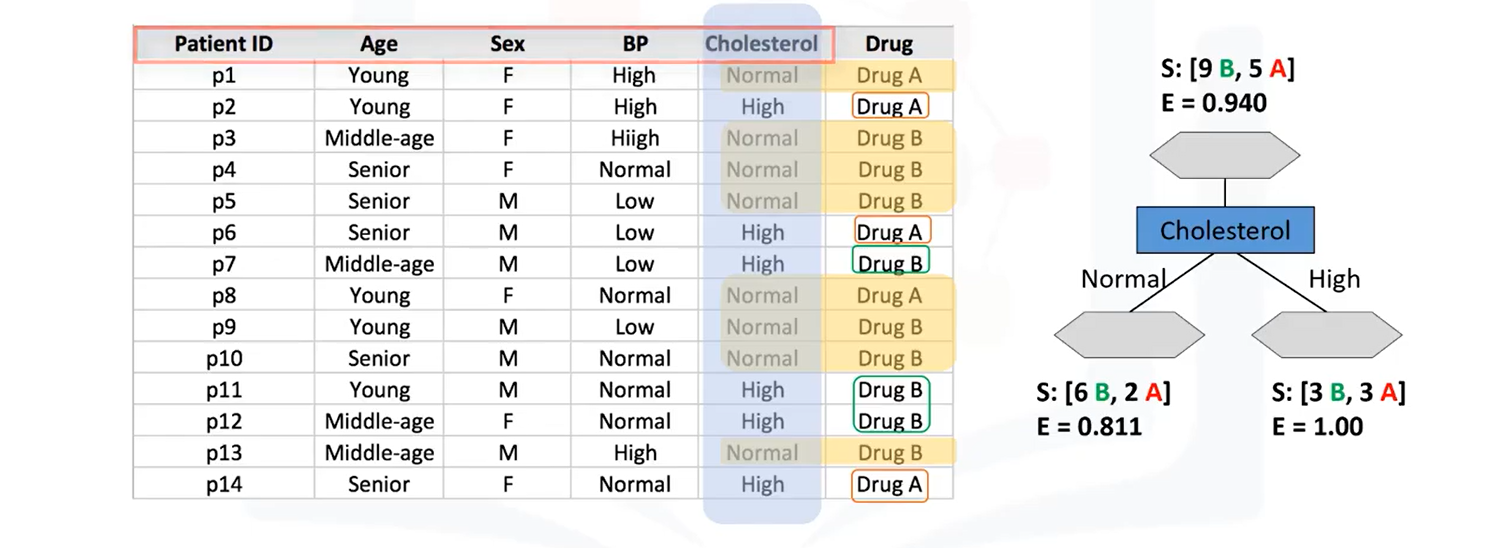 Patient ID Age Sex BP Cholesterol Drug
p1 Young F High Normal Drug A
p2 Young F High High Drug A
p3 Middle-age F Hiigh Normal Drug B
p4 Senior F Normal Normal Drug B
p5 Senior M Low Normal Drug B
p6 Senior M Low High Drug A
p7 Middle-age M Low High Drug B
p8 Young F Normal Normal Drug A
p9 Young M Low Normal Drug B
p10 Senior M Normal Normal Drug B
p11 Young M Normal High Drug B
p12 Middle-age F Normal High Drug B
p13 Middle-age M High Normal Drug B
p14 Senior F Normal High Drug A
S: [9 B, 5 A]
E = 0.940
Cholesterol
Normal High
S: [6 B, 2 A] S: [3 B, 3 A]
E = 0.811 E = 1.00